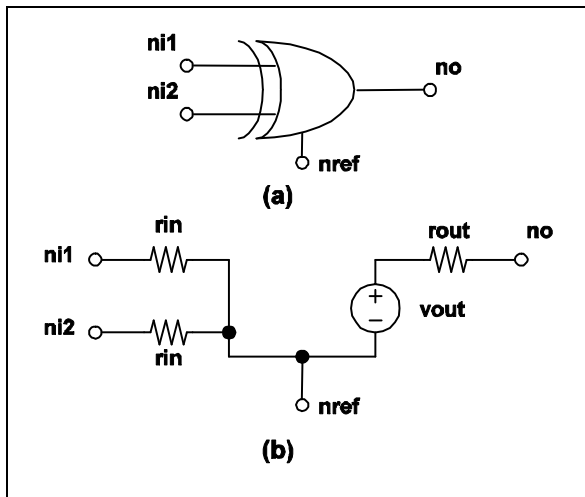 ni1
no
ni2
nref
(a)
rin
rout
no
ni1
+
vout
−
ni2
rin
nref
(b)